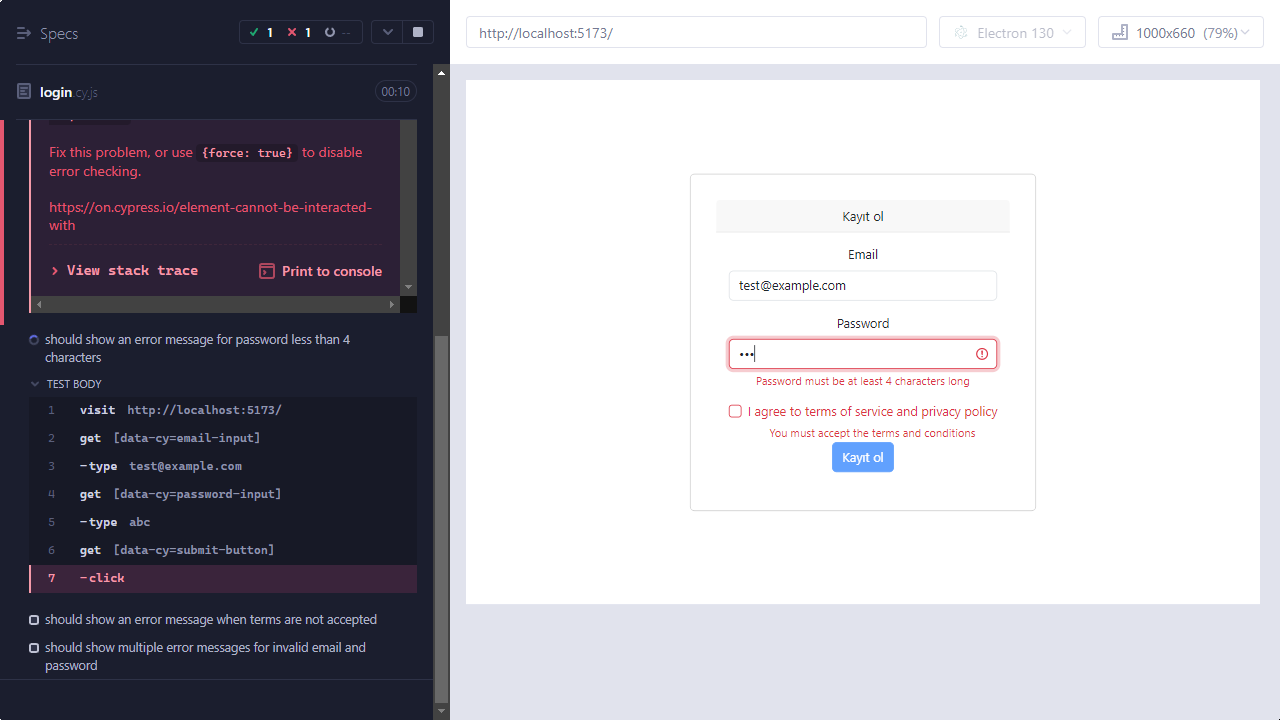 Specs
1
1
--
login.cy.js
00:10
Fix this problem, or use {force: true} to disable
error checking.
https://on.cypress.io/element-cannot-be-interacted-
with
View stack trace
Print to console
should show an error message for password less than 4
characters
TEST BODY
1 visit http://localhost:5173/
2 get [data-cy=email-input]
3 -type test@example.com
4 get [data-cy=password-input]
5 -type abc
6 get [data-cy=submit-button]
7 -click
should show an error message when terms are not accepted
should show multiple error messages for invalid email and
password
http://localhost:5173/
Electron 130
1000x660 (79%)
Kayıt ol
Email
test@example.com
Password
•••
Password must be at least 4 characters long
I agree to terms of service and privacy policy
You must accept the terms and conditions
Kayıt ol